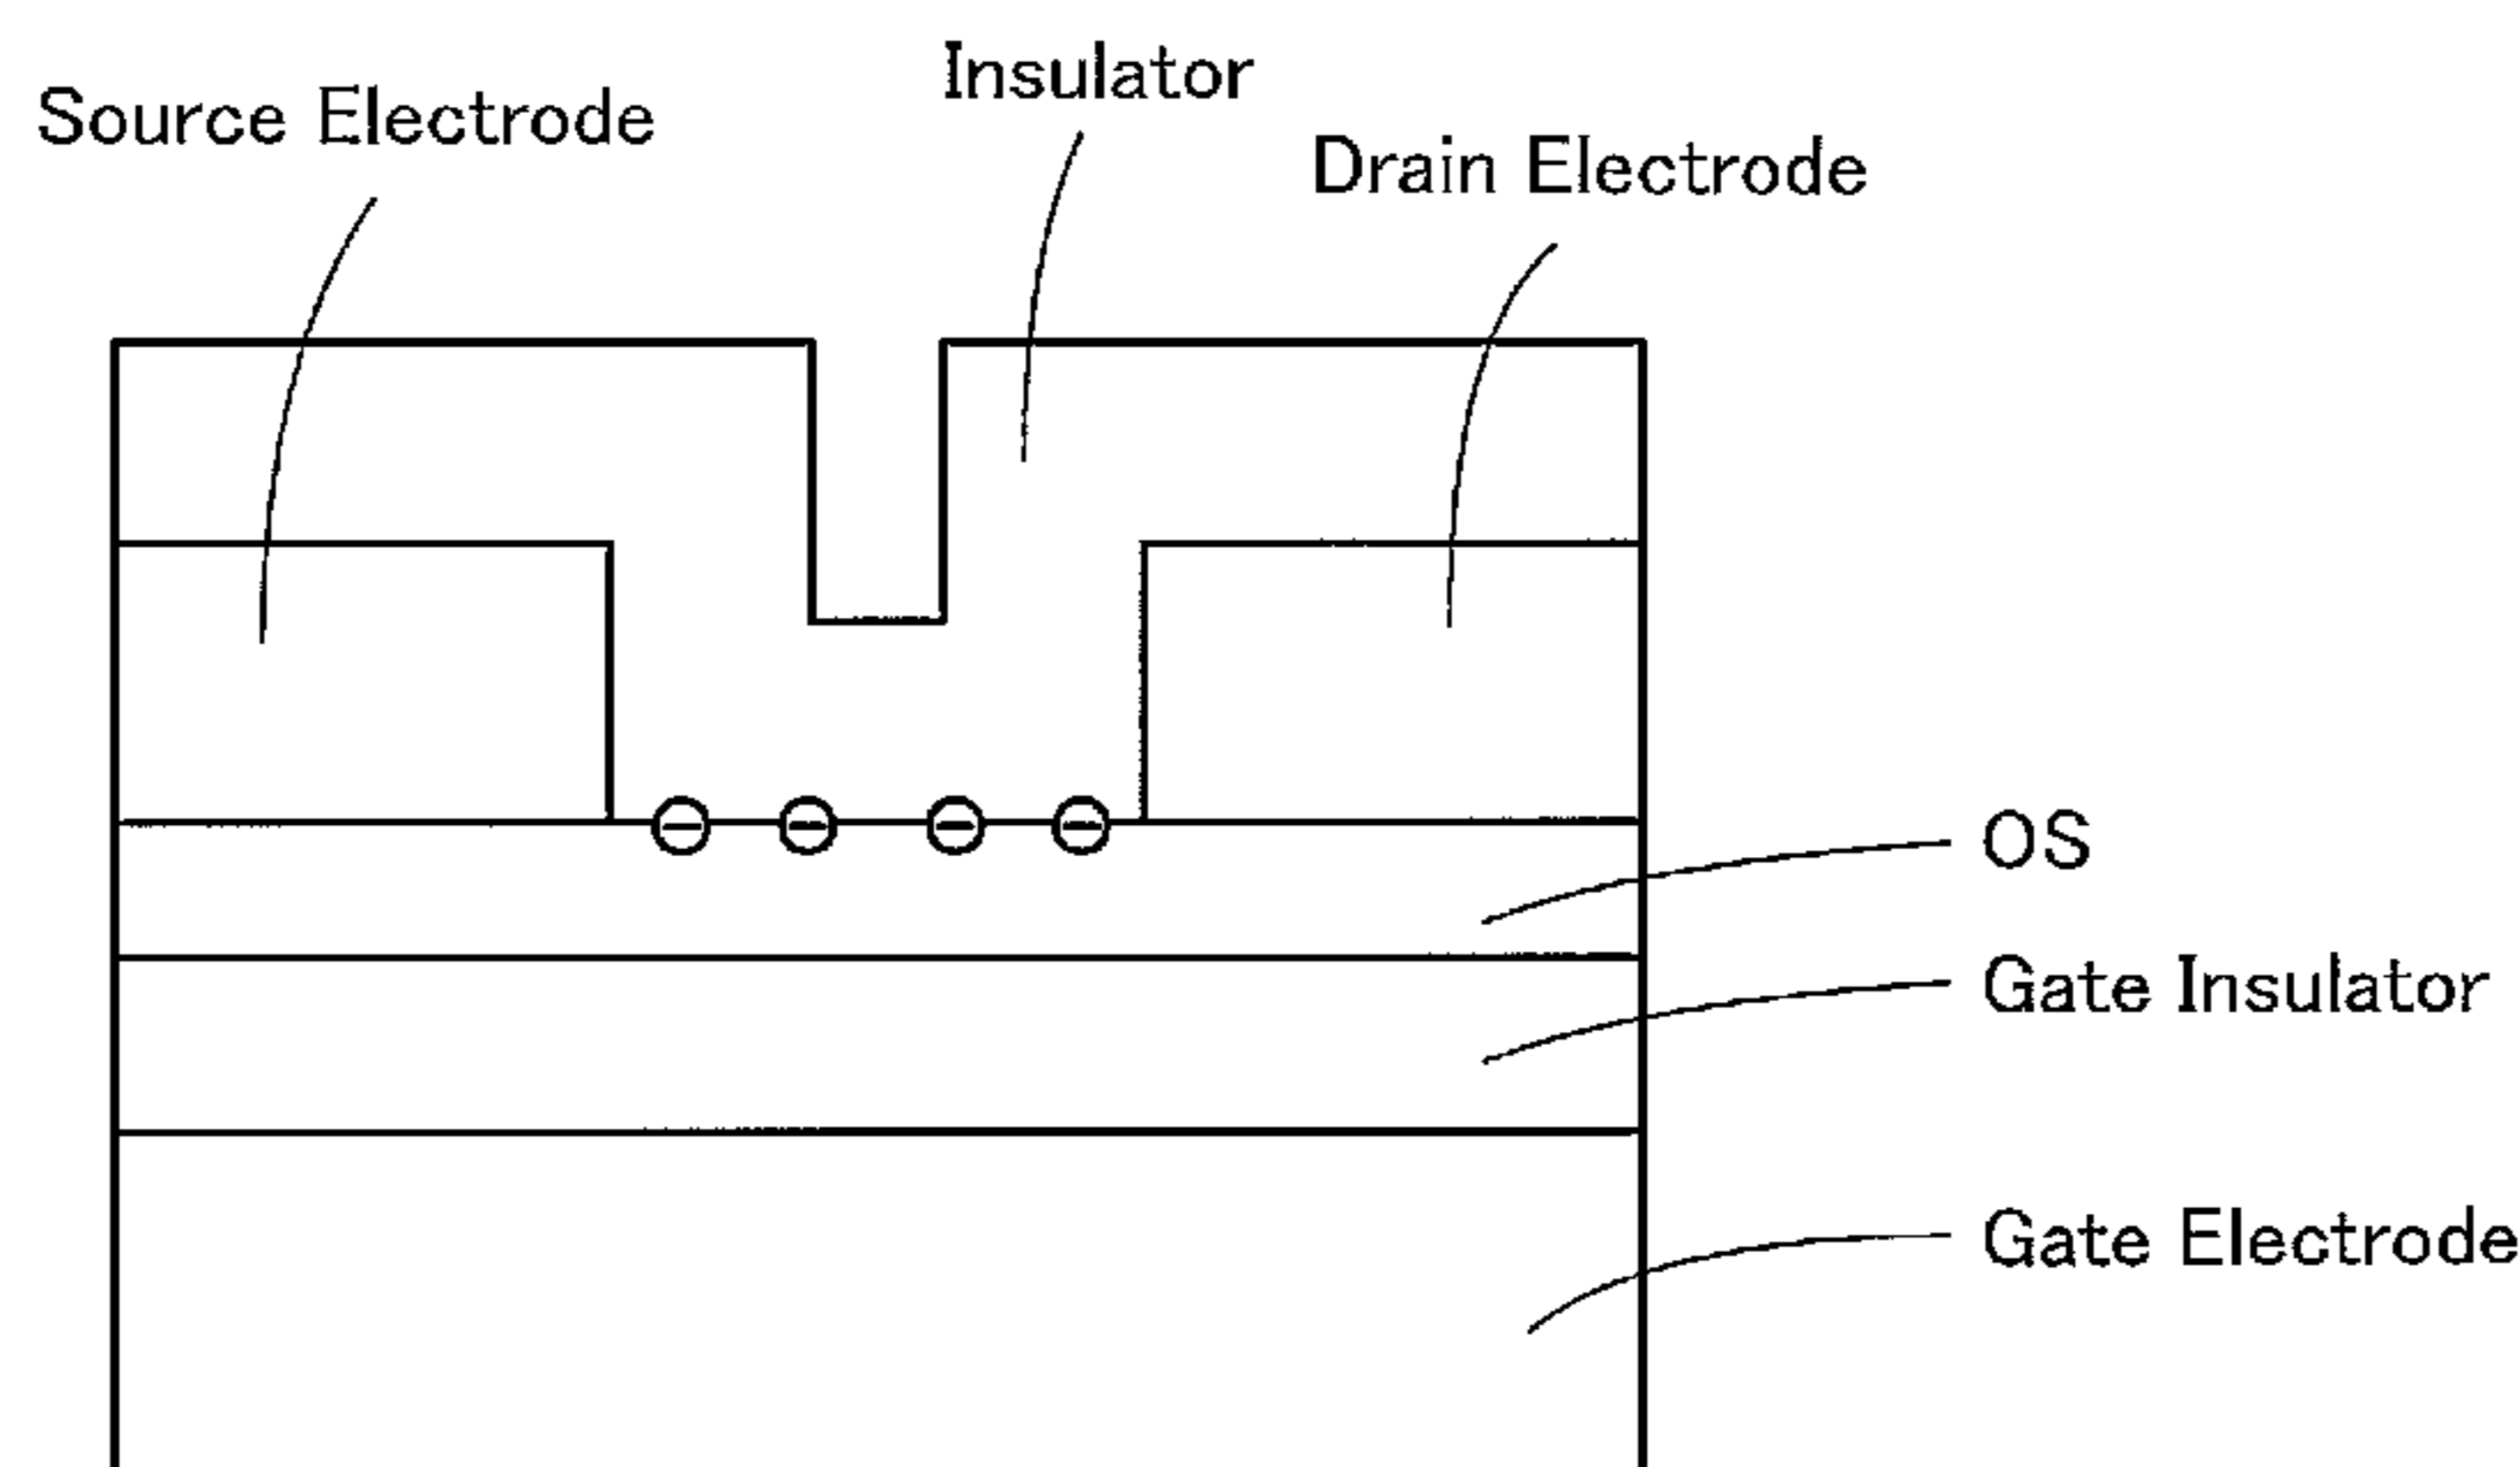 Source Electrode
Insulator
Drain Electrode
OS
Gate Insulator
Gate Electrode